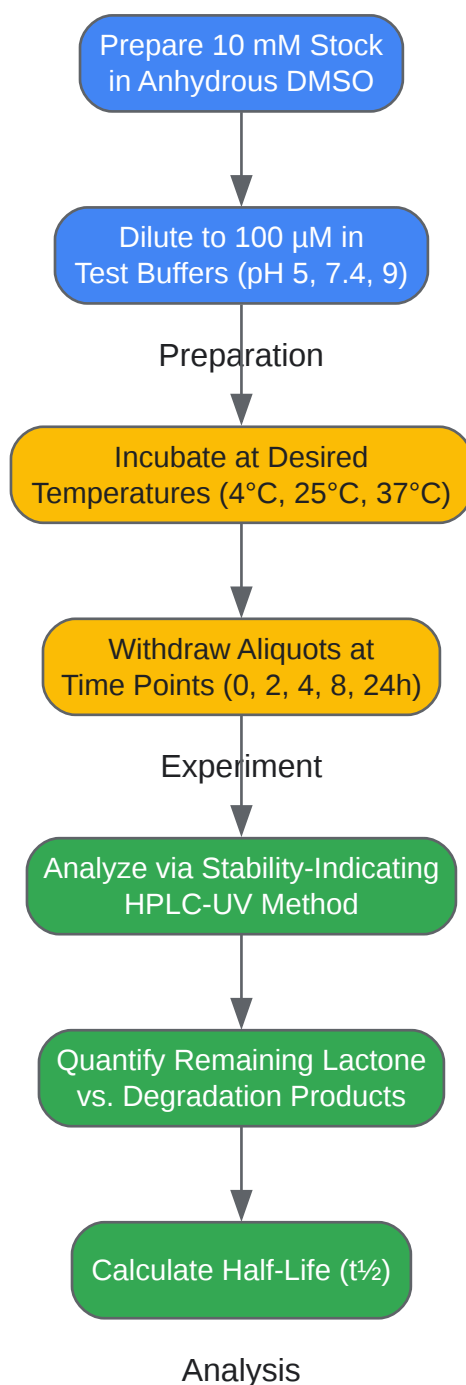 Prepare 10 mM Stock
in Anhydrous DMSO
Dilute to 100 µM in
Test Buffers (pH 5, 7.4, 9)
Preparation
Incubate at Desired
Temperatures (4°C, 25°C, 37°C)
Withdraw Aliquots at
Time Points (0, 2, 4, 8, 24h)
Experiment
Analyze via Stability-Indicating
HPLC-UV Method
Quantify Remaining Lactone
vs. Degradation Products
Calculate Half-Life (t½)
Analysis